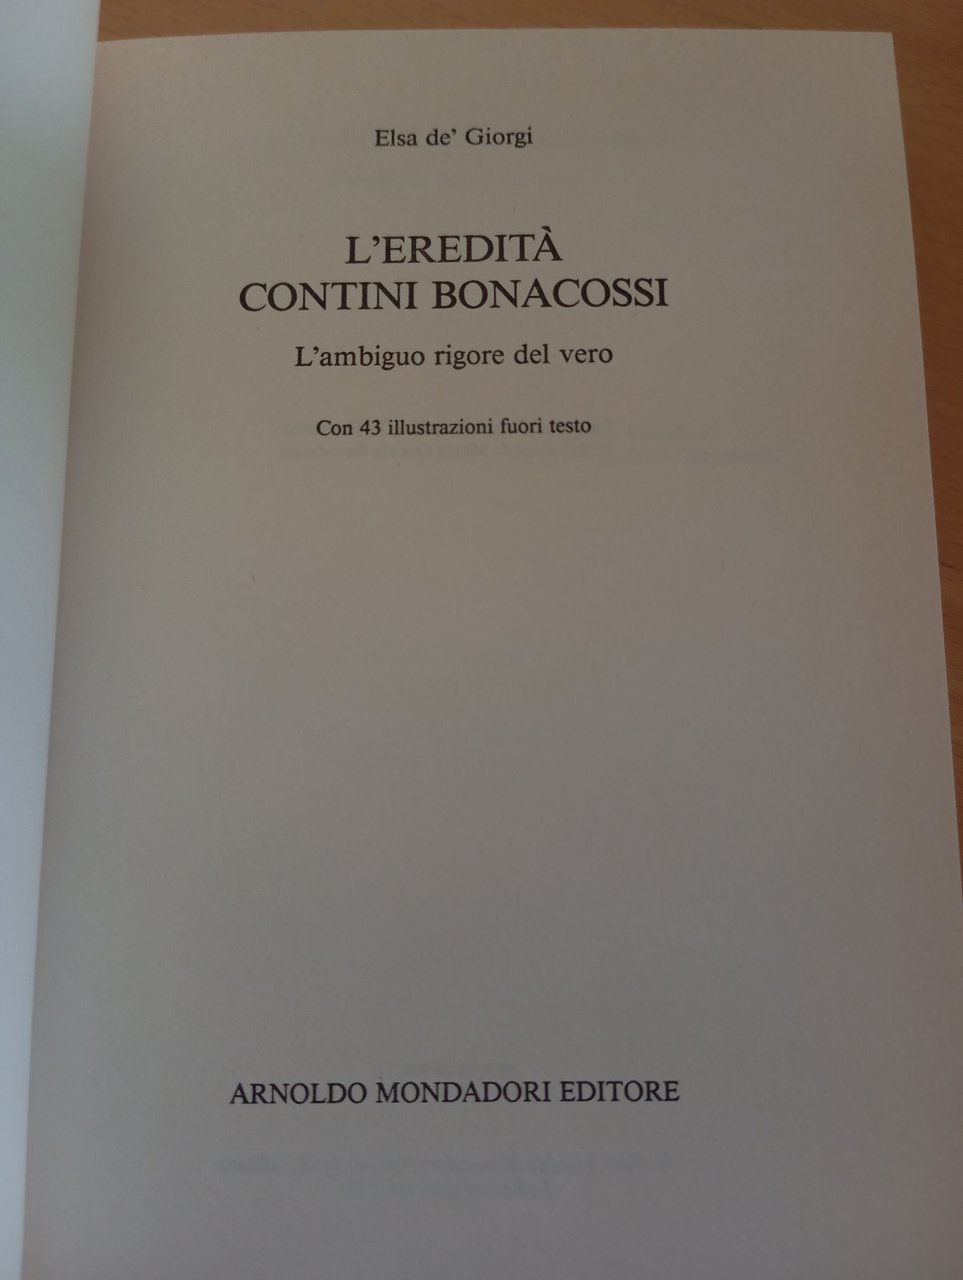 Elsa de' Giorgi
L'EREDITÀ
CONTINI BONACOSSI
L'ambiguo rigore del vero
Con 43 illustrazioni fuori testo
ARNOLDO MONDADORI EDITORE